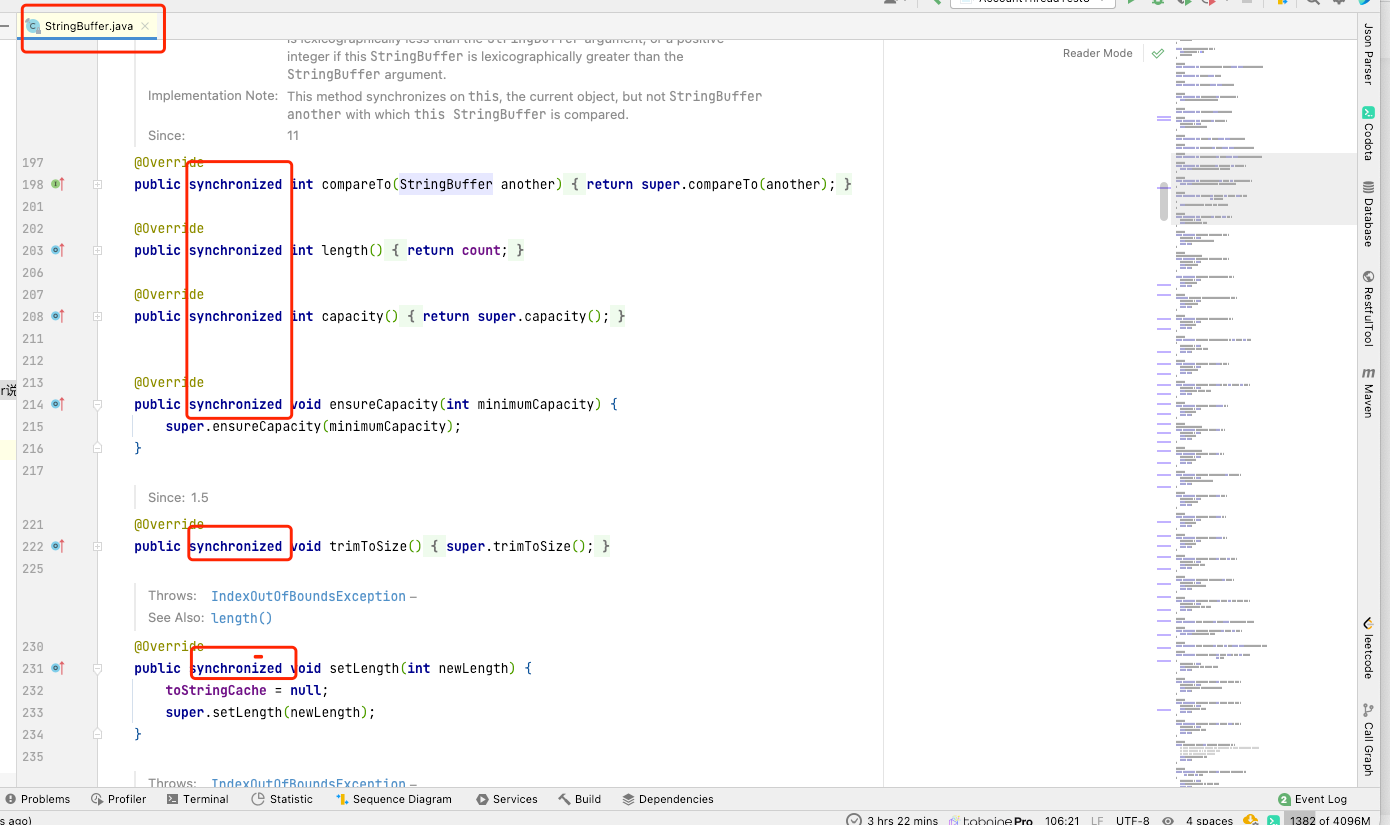 StringBuffer.java
is lexicographically less than the StringBuffer argument, or a positive
integer if this StringBuffer is lexicographically greater than the
StringBuffer argument.
Reader Mode
Implementation Note: This method synchronizes on this, the current object, but not StringBuffer
another with which this StringBuffer is compared.
Since: 11
197 @Override
198 public synchronized int compareTo(StringBuffer another) { return super.compareTo(another); }
201
202 @Override
203 public synchronized int length() { return count; }
206
207 @Override
208 public synchronized int capacity() { return super.capacity(); }
211
212
213 @Override
214 public synchronized void ensureCapacity(int minimumCapacity) {
215 super.ensureCapacity(minimumCapacity);
216 }
217
Since: 1.5
221 @Override
222 public synchronized void trimToSize() { super.trimToSize(); }
225
Throws: IndexOutOfBoundsException –
See Also: length()
230 @Override
231 public synchronized void setLength(int newLength) {
232 toStringCache = null;
233 super.setLength(newLength);
234 }
235
Throws: IndexOutOfBoundsException –
r说
Json Parser
Codota
Database
RestfulTool
Maven
leetcode
Call Graph
Problems Profiler Terminal Statistic Sequence Diagram Services Build Dependencies 2 Event Log
s ago) 3 hrs 22 mins tabnine Pro 106:21 LF UTF-8 4 spaces 1382 of 4096M